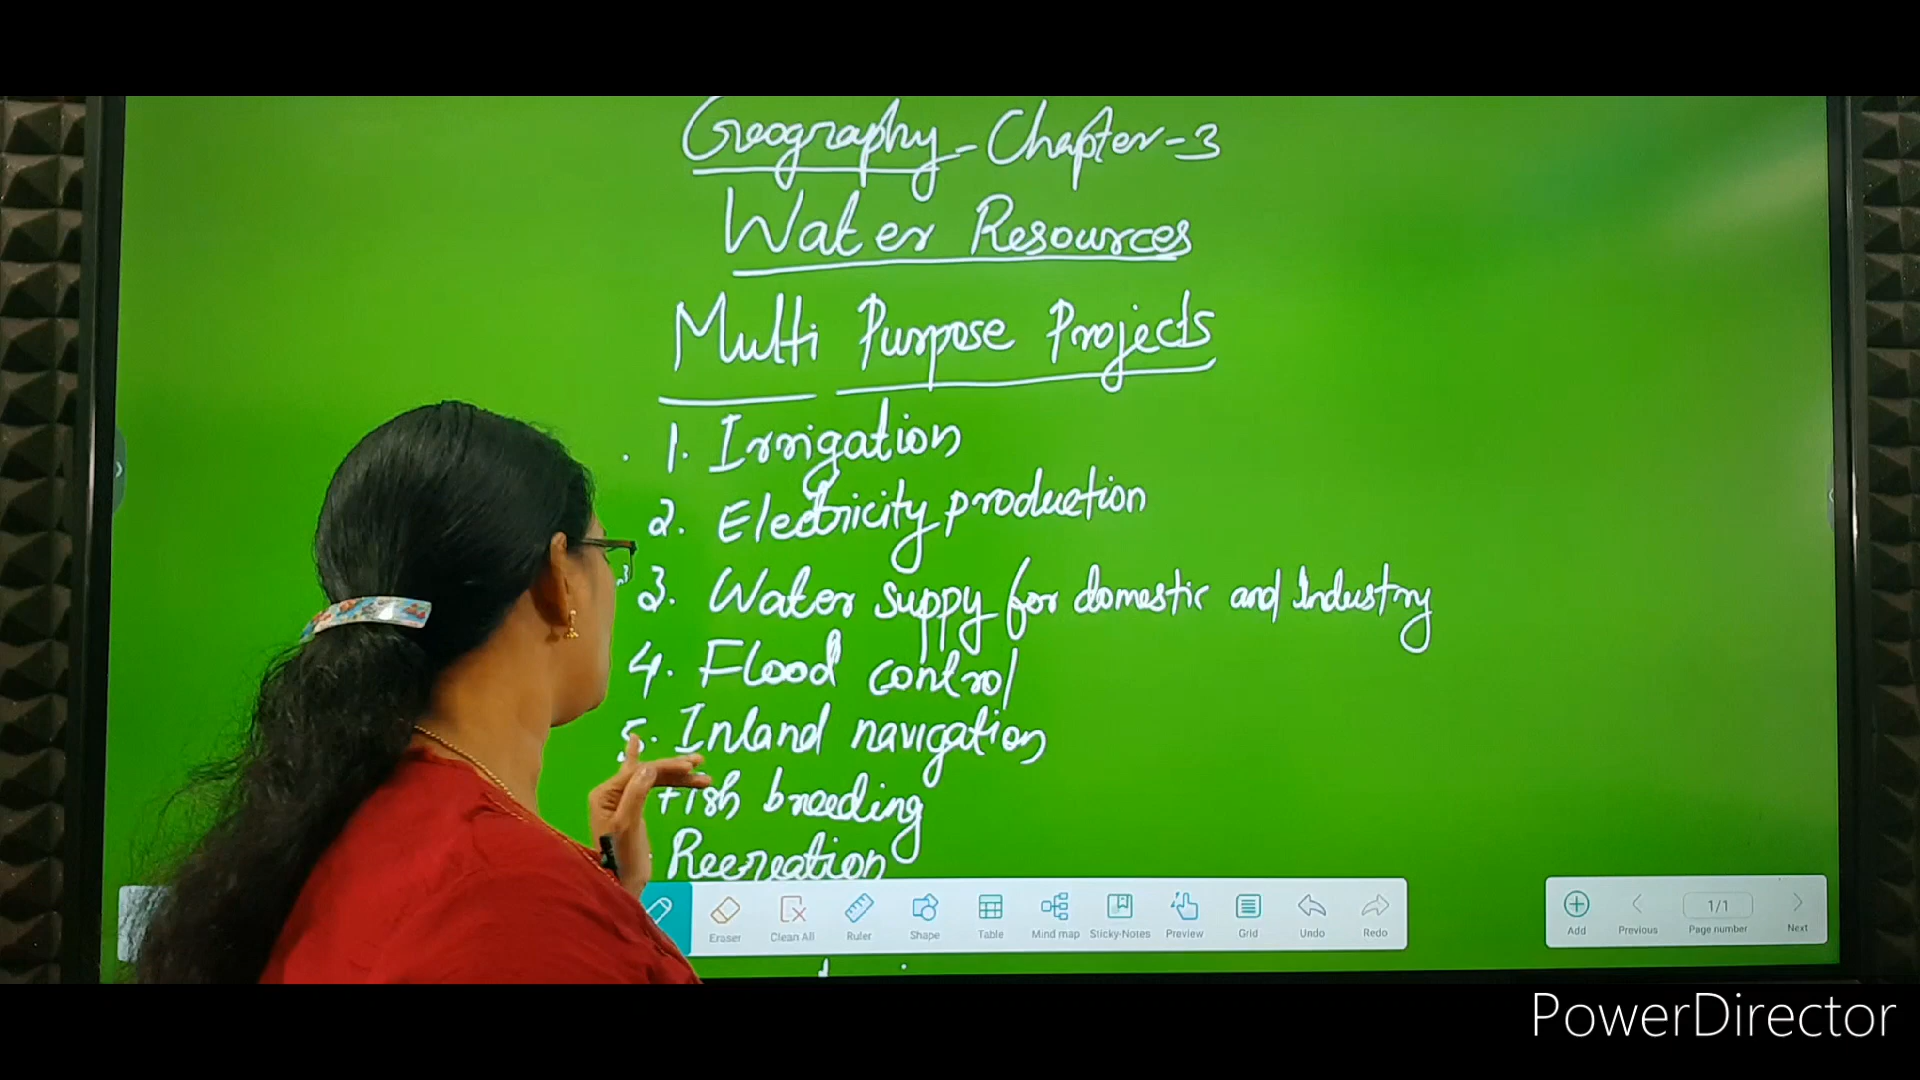 Geography - Chapter - 3
Water Resources
Multi Purpose Projects
1. Irrigation
2. Electricity production
3. Water supply for domestic and Industry
4. Flood control
5. Inland navigation
Fish breeding
Recreation
Eraser Clean All Ruler Shape Table Mind map Sticky-Notes Preview Grid Undo Redo
Add Previous 1/1 Page number Next
PowerDirector